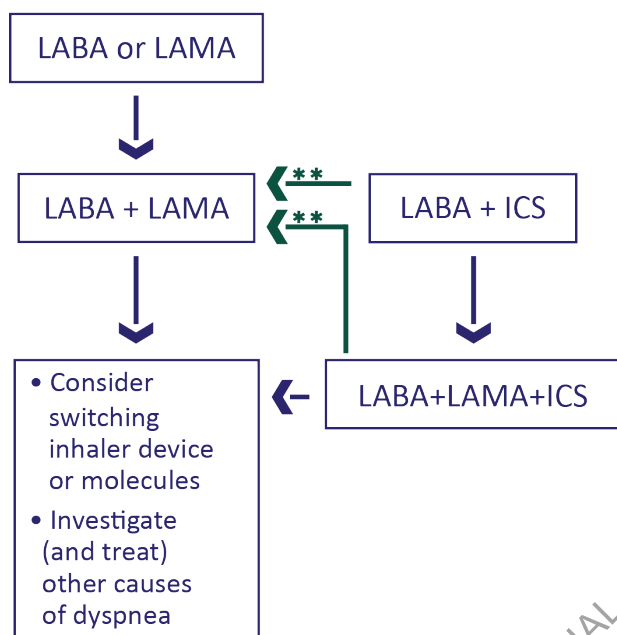 LABA or LAMA
LABA + LAMA
**
**
LABA + ICS
• Consider
switching
inhaler device
or molecules
• Investigate
(and treat)
other causes
of dyspnea
LABA+LAMA+ICS